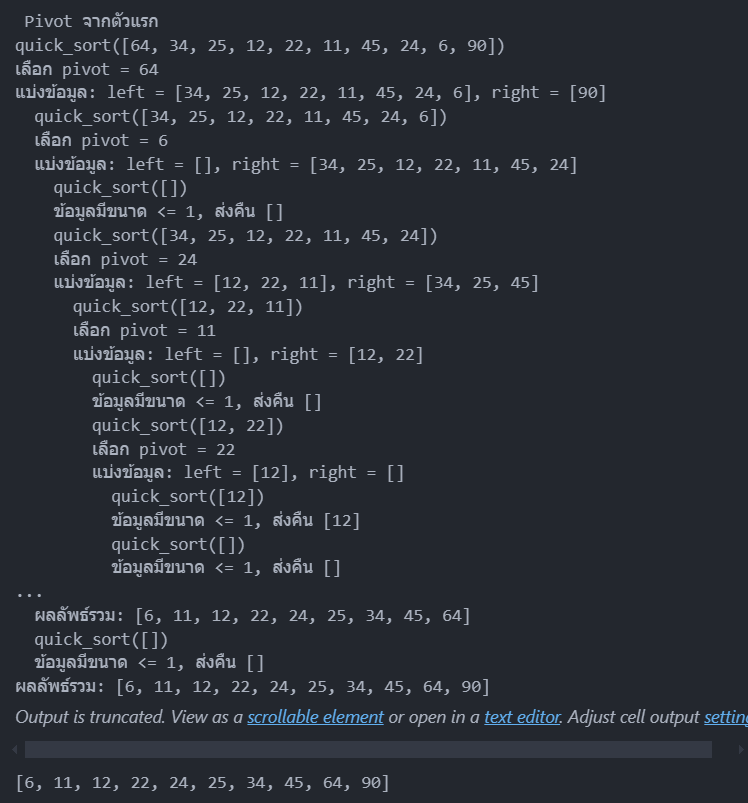 Pivot จากตัวแรก
quick_sort([64, 34, 25, 12, 22, 11, 45, 24, 6, 90])
เลือก pivot = 64
แบ่งข้อมูล: left = [34, 25, 12, 22, 11, 45, 24, 6], right = [90]
quick_sort([34, 25, 12, 22, 11, 45, 24, 6])
เลือก pivot = 6
แบ่งข้อมูล: left = [], right = [34, 25, 12, 22, 11, 45, 24]
quick_sort([])
ข้อมูลมีขนาด <= 1, ส่งคืน []
quick_sort([34, 25, 12, 22, 11, 45, 24])
เลือก pivot = 24
แบ่งข้อมูล: left = [12, 22, 11], right = [34, 25, 45]
quick_sort([12, 22, 11])
เลือก pivot = 11
แบ่งข้อมูล: left = [], right = [12, 22]
quick_sort([])
ข้อมูลมีขนาด <= 1, ส่งคืน []
quick_sort([12, 22])
เลือก pivot = 22
แบ่งข้อมูล: left = [12], right = []
quick_sort([12])
ข้อมูลมีขนาด <= 1, ส่งคืน [12]
quick_sort([])
ข้อมูลมีขนาด <= 1, ส่งคืน []
...
ผลลัพธ์รวม: [6, 11, 12, 22, 24, 25, 34, 45, 64]
quick_sort([])
ข้อมูลมีขนาด <= 1, ส่งคืน []
ผลลัพธ์รวม: [6, 11, 12, 22, 24, 25, 34, 45, 64, 90]
Output is truncated. View as a scrollable element or open in a text editor. Adjust cell output setting
[6, 11, 12, 22, 24, 25, 34, 45, 64, 90]